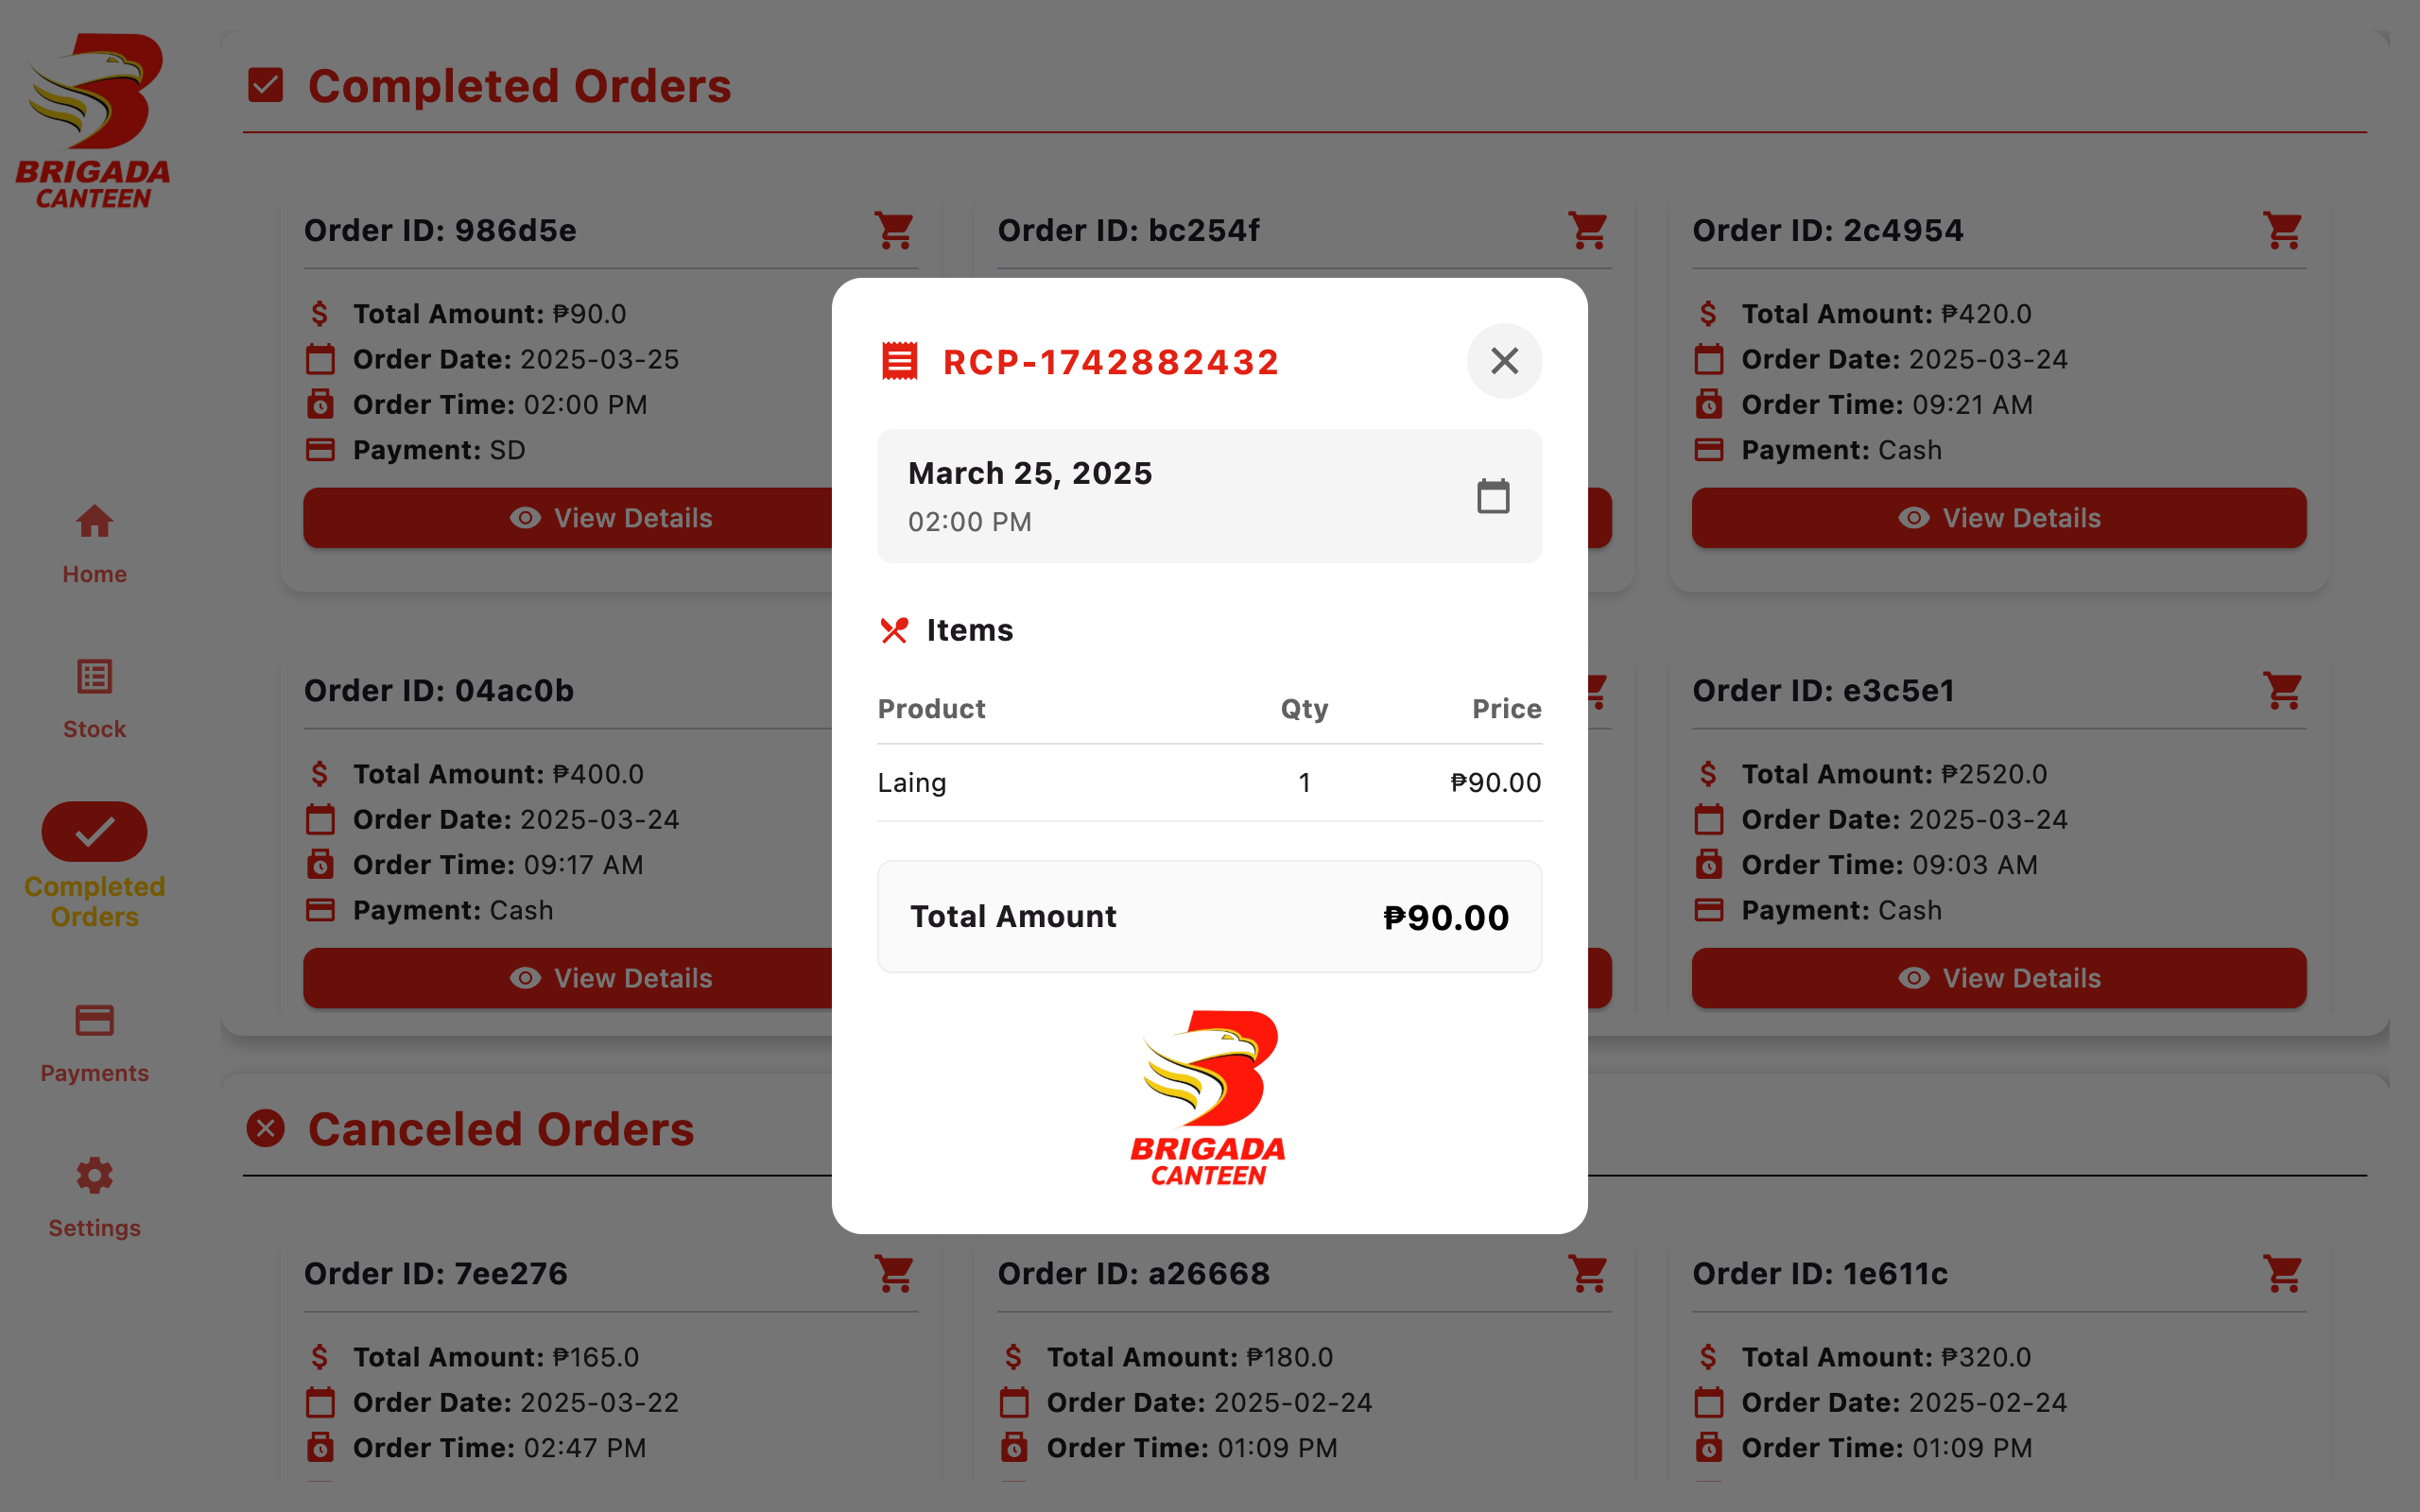 BRIGADA
CANTEEN
Home
Stock
Completed
Orders
Payments
Settings
Completed Orders
Order ID: 986d5e
Total Amount: ₱90.0
Order Date: 2025-03-25
Order Time: 02:00 PM
Payment: SD
View Details
Order ID: bc254f
Order ID: 2c4954
Total Amount: ₱420.0
Order Date: 2025-03-24
Order Time: 09:21 AM
Payment: Cash
View Details
Order ID: 04ac0b
Total Amount: ₱400.0
Order Date: 2025-03-24
Order Time: 09:17 AM
Payment: Cash
View Details
Order ID: e3c5e1
Total Amount: ₱2520.0
Order Date: 2025-03-24
Order Time: 09:03 AM
Payment: Cash
View Details
RCP-1742882432
March 25, 2025
02:00 PM
Items
Product Qty Price
Laing 1 ₱90.00
Total Amount ₱90.00
BRIGADA
CANTEEN
Canceled Orders
Order ID: 7ee276
Total Amount: ₱165.0
Order Date: 2025-03-22
Order Time: 02:47 PM
Order ID: a26668
Total Amount: ₱180.0
Order Date: 2025-02-24
Order Time: 01:09 PM
Order ID: 1e611c
Total Amount: ₱320.0
Order Date: 2025-02-24
Order Time: 01:09 PM